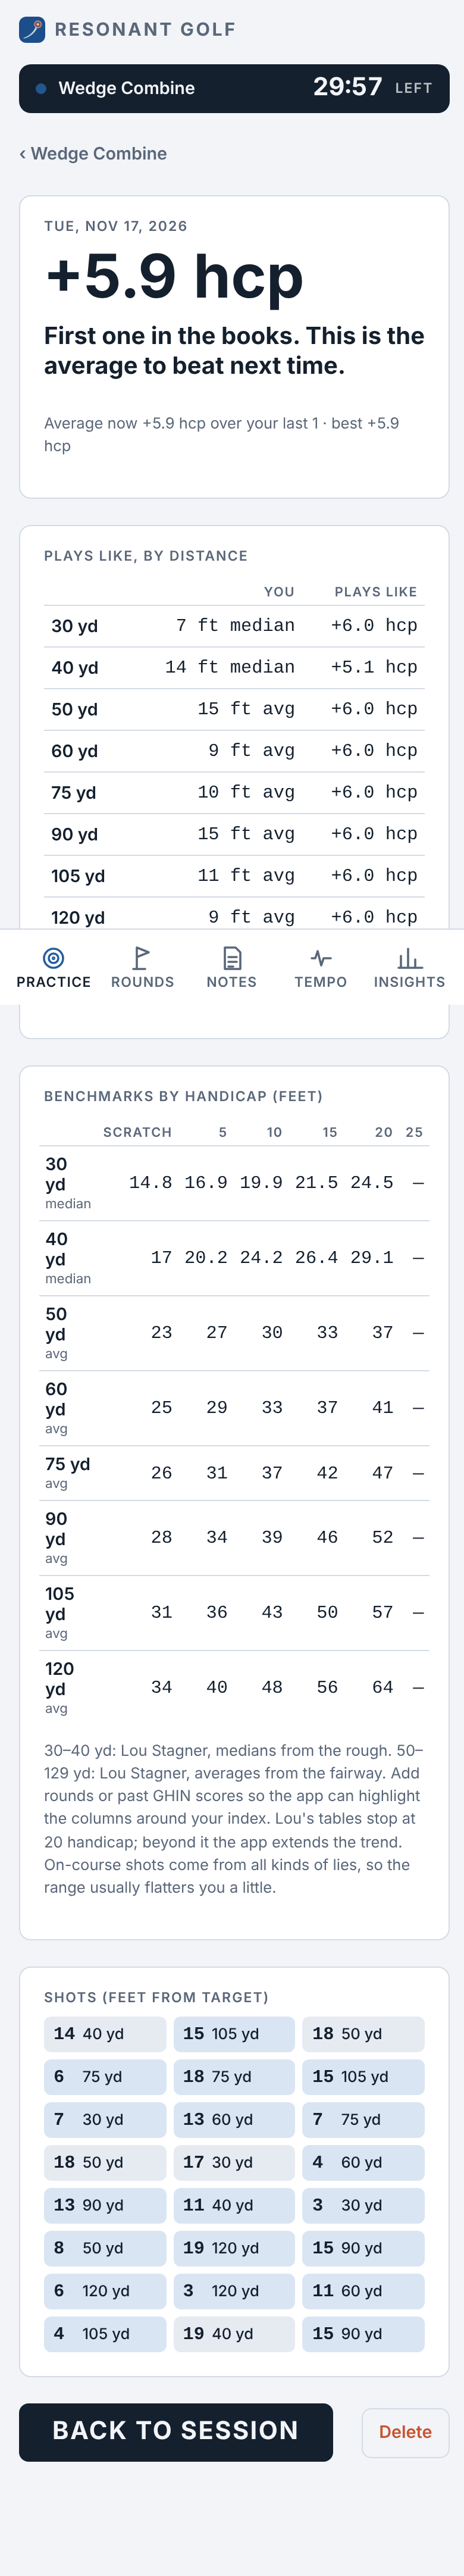 RESONANT GOLF
Wedge Combine 29:57 LEFT
‹ Wedge Combine
TUE, NOV 17, 2026
+5.9 hcp
First one in the books. This is the
average to beat next time.
Average now +5.9 hcp over your last 1 · best +5.9
hcp
PLAYS LIKE, BY DISTANCE
YOU PLAYS LIKE
30 yd 7 ft median +6.0 hcp
40 yd 14 ft median +5.1 hcp
50 yd 15 ft avg +6.0 hcp
60 yd 9 ft avg +6.0 hcp
75 yd 10 ft avg +6.0 hcp
90 yd 15 ft avg +6.0 hcp
105 yd 11 ft avg +6.0 hcp
120 yd 9 ft avg +6.0 hcp
PRACTICE ROUNDS NOTES TEMPO INSIGHTS
BENCHMARKS BY HANDICAP (FEET)
SCRATCH 5 10 15 20 25
30
yd 14.8 16.9 19.9 21.5 24.5 —
median
40
yd 17 20.2 24.2 26.4 29.1 —
median
50
yd 23 27 30 33 37 —
avg
60
yd 25 29 33 37 41 —
avg
75 yd 26 31 37 42 47 —
avg
90
yd 28 34 39 46 52 —
avg
105
yd 31 36 43 50 57 —
avg
120
yd 34 40 48 56 64 —
avg
30–40 yd: Lou Stagner, medians from the rough. 50–
129 yd: Lou Stagner, averages from the fairway. Add
rounds or past GHIN scores so the app can highlight
the columns around your index. Lou's tables stop at
20 handicap; beyond it the app extends the trend.
On-course shots come from all kinds of lies, so the
range usually flatters you a little.
SHOTS (FEET FROM TARGET)
14 40 yd 15 105 yd 18 50 yd
6 75 yd 18 75 yd 15 105 yd
7 30 yd 13 60 yd 7 75 yd
18 50 yd 17 30 yd 4 60 yd
13 90 yd 11 40 yd 3 30 yd
8 50 yd 19 120 yd 15 90 yd
6 120 yd 3 120 yd 11 60 yd
4 105 yd 19 40 yd 15 90 yd
BACK TO SESSION Delete